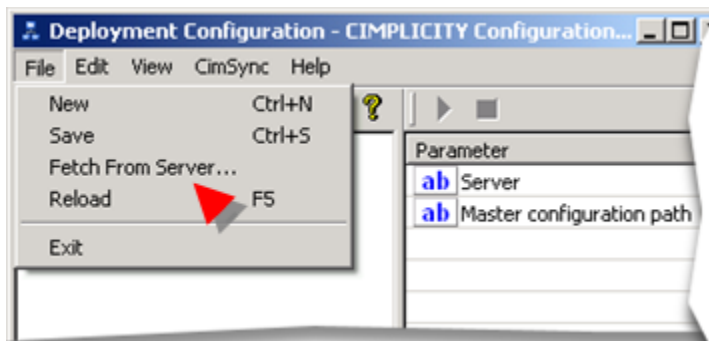 Deployment Configuration - CIMPLICITY Configuration...
File Edit View CimSync Help
New Ctrl+N
Save Ctrl+S
Fetch From Server...
Reload F5
Exit
?
Parameter
ab Server
ab Master configuration path